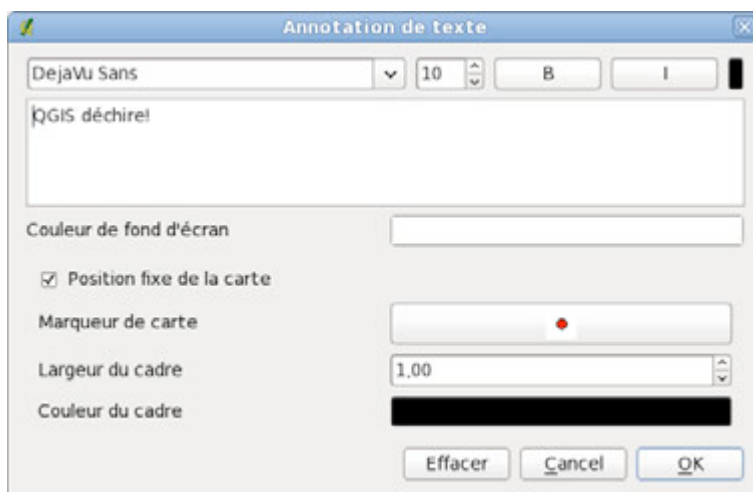 Annotation de texte
DejaVu Sans 10 B I
QGIS déchire!
Couleur de fond d'écran
Position fixe de la carte
Marqueur de carte
Largeur du cadre 1,00
Couleur du cadre
Effacer Cancel OK